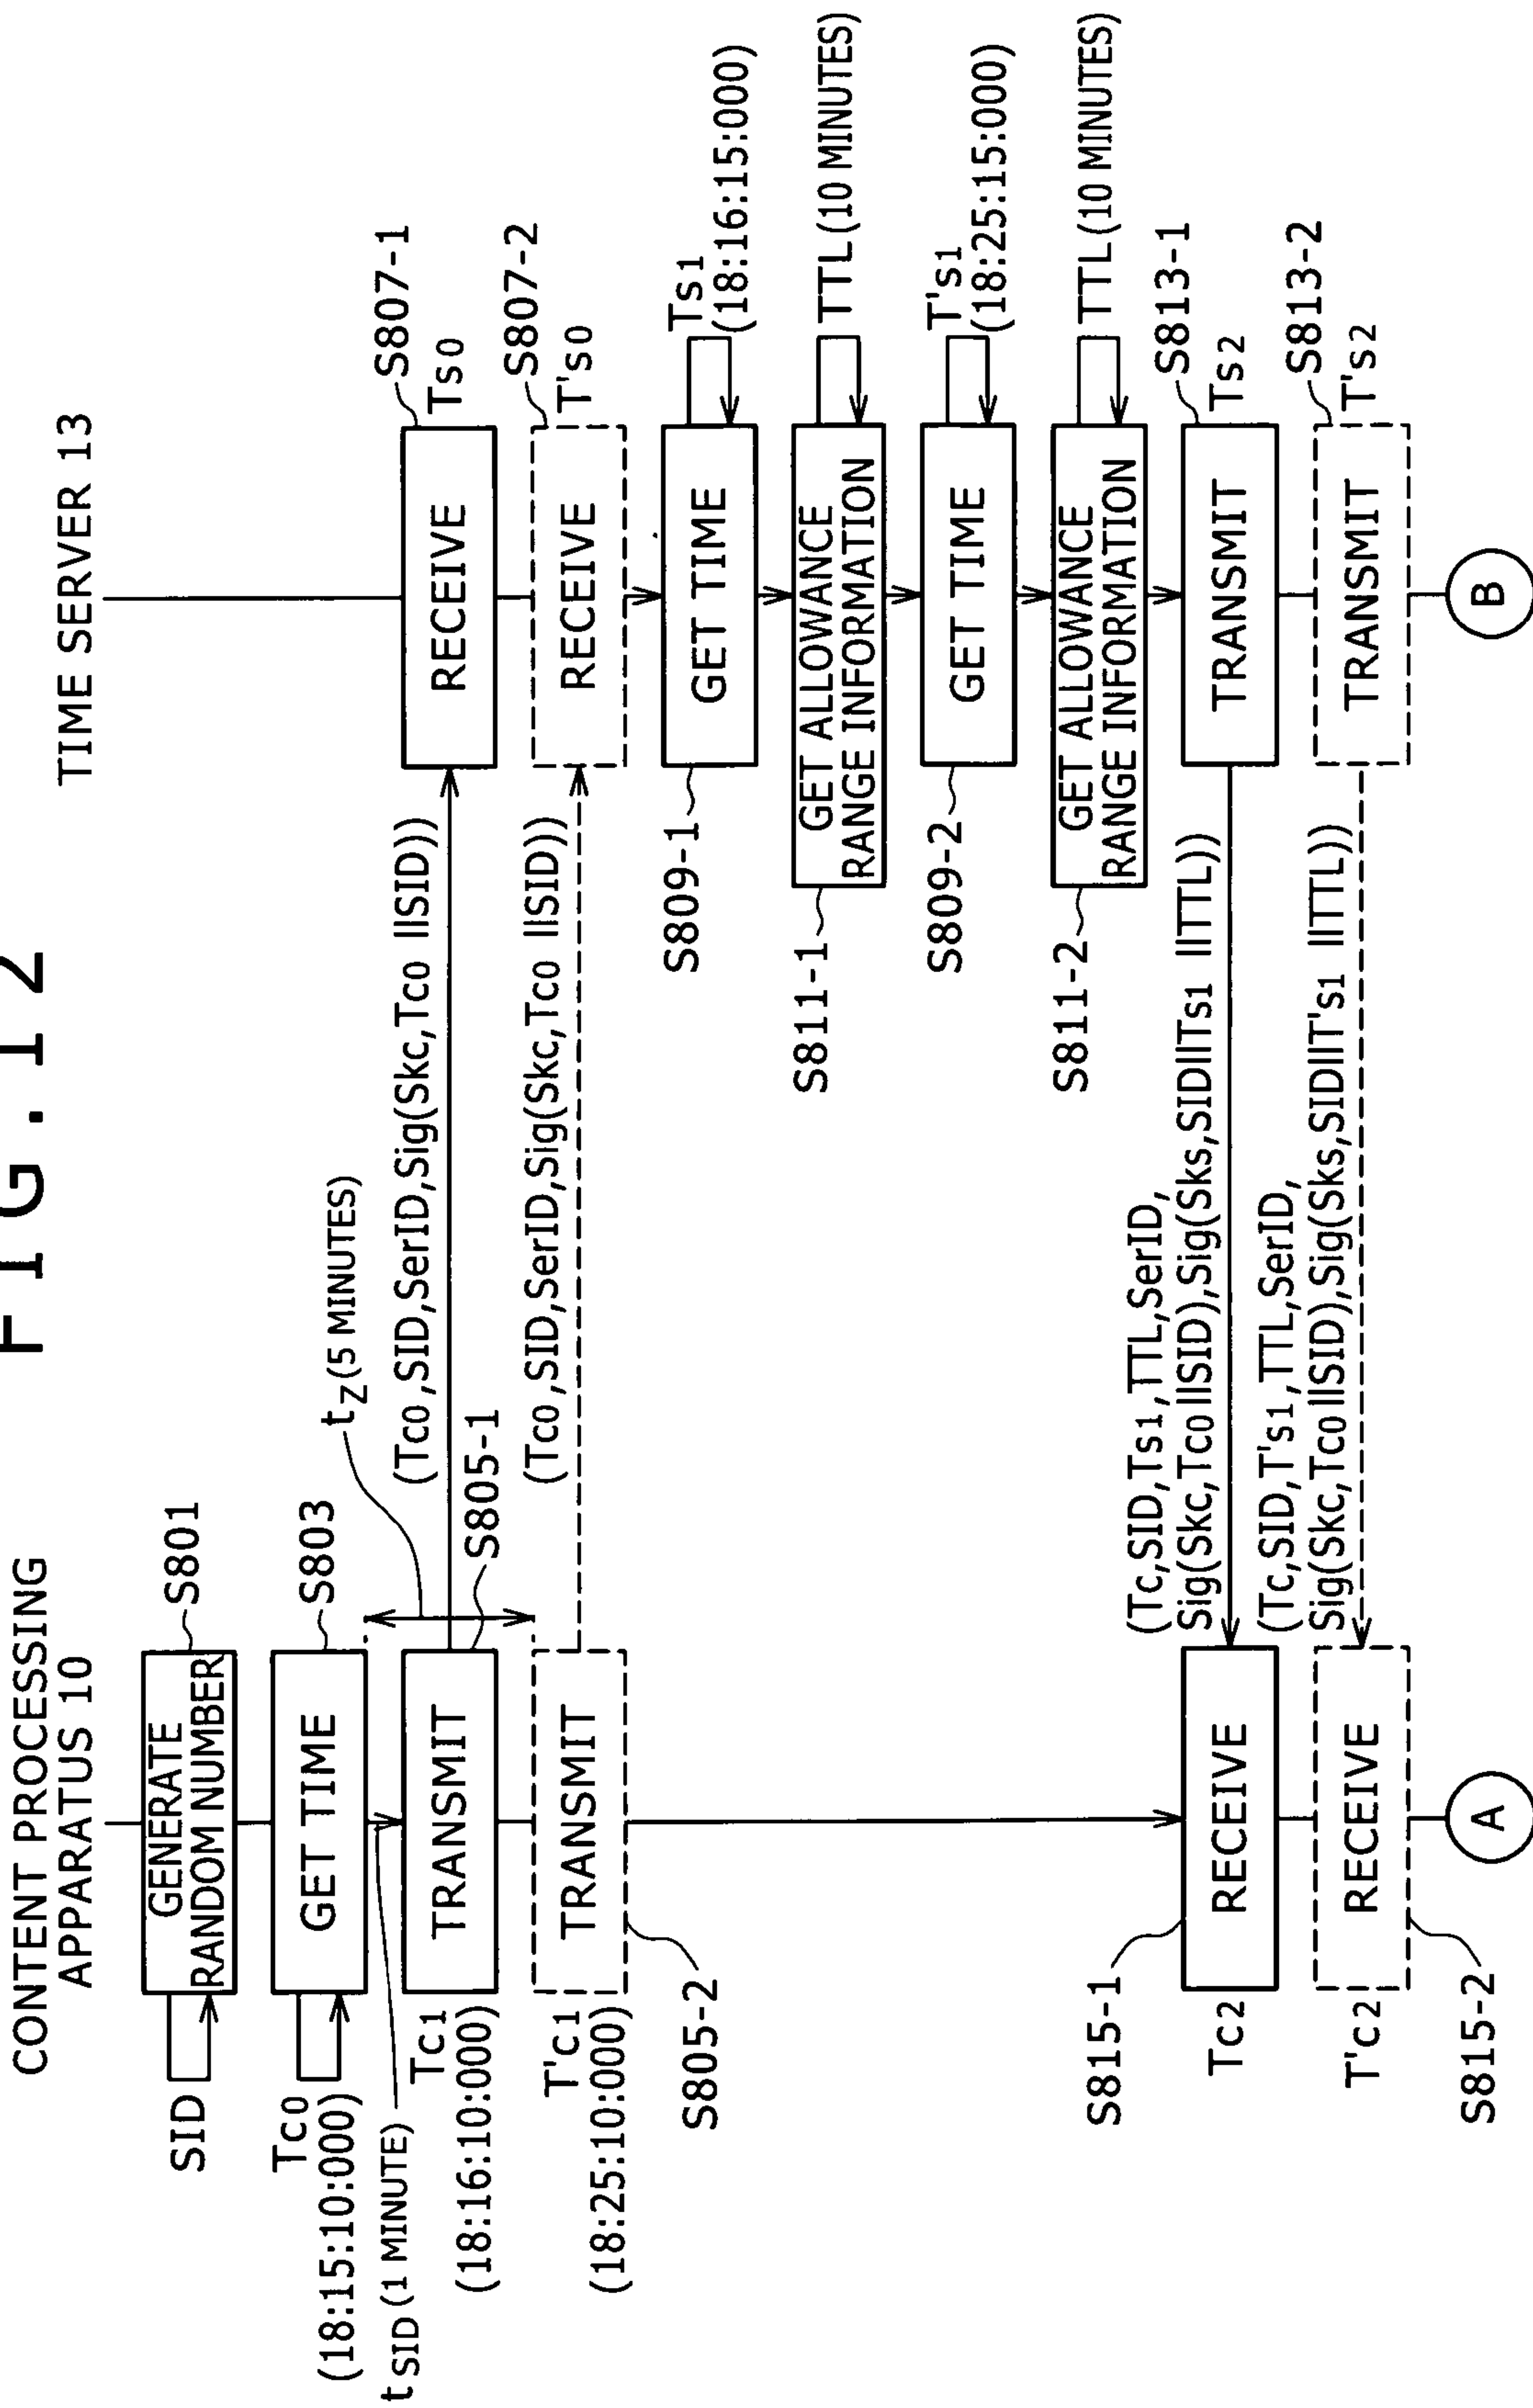 FIG.12
CONTENT PROCESSING
APPARATUS 10
TIME SERVER 13
SID
GENERATE
RANDOM NUMBER
S801
Tc0
(18:15:10:000)
GET TIME
S803
tSID (1 MINUTE)
tZ (5 MINUTES)
Tc1
(18:16:10:000)
TRANSMIT
S805-1
(Tc0,SID,SerID,Sig(Skc,Tc0 ||SID))
RECEIVE
S807-1
Ts0
T'c1
(18:25:10:000)
TRANSMIT
S805-2
(Tc0,SID,SerID,Sig(Skc,Tc0 ||SID))
RECEIVE
S807-2
T's0
S809-1
GET TIME
Ts1
(18:16:15:000)
S811-1
GET ALLOWANCE
RANGE INFORMATION
TTL(10 MINUTES)
S809-2
GET TIME
T's1
(18:25:15:000)
S811-2
GET ALLOWANCE
RANGE INFORMATION
TTL(10 MINUTES)
S815-1
Tc2
RECEIVE
(Tc,SID,Ts1,TTL,SerID,
Sig(Skc,Tc0||SID),Sig(Sks,SID||Ts1 ||TTL))
TRANSMIT
S813-1
Ts2
T'c2
S815-2
RECEIVE
(Tc,SID,T's1,TTL,SerID,
Sig(Skc,Tc0||SID),Sig(Sks,SID||T's1 ||TTL))
TRANSMIT
S813-2
T's2
A
B